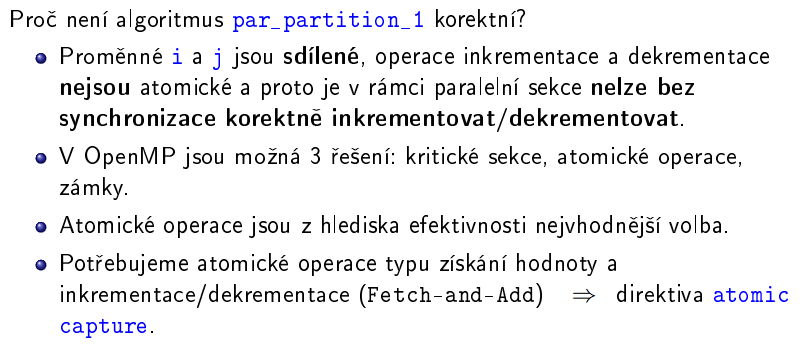 Proč není algoritmus par_partition_1 korektní?
Proměnné i a j jsou sdílené, operace inkrementace a dekrementace
nejsou atomické a proto je v rámci paralelní sekce nelze bez
synchronizace korektně inkrementovat/dekrementovat.
V OpenMP jsou možná 3 řešení: kritické sekce, atomické operace,
zámky.
Atomické operace jsou z hlediska efektivnosti nejvhodnější volba.
Potřebujeme atomické operace typu získání hodnoty a
inkrementace/dekrementace (Fetch-and-Add) ⇒ direktiva atomic
capture.